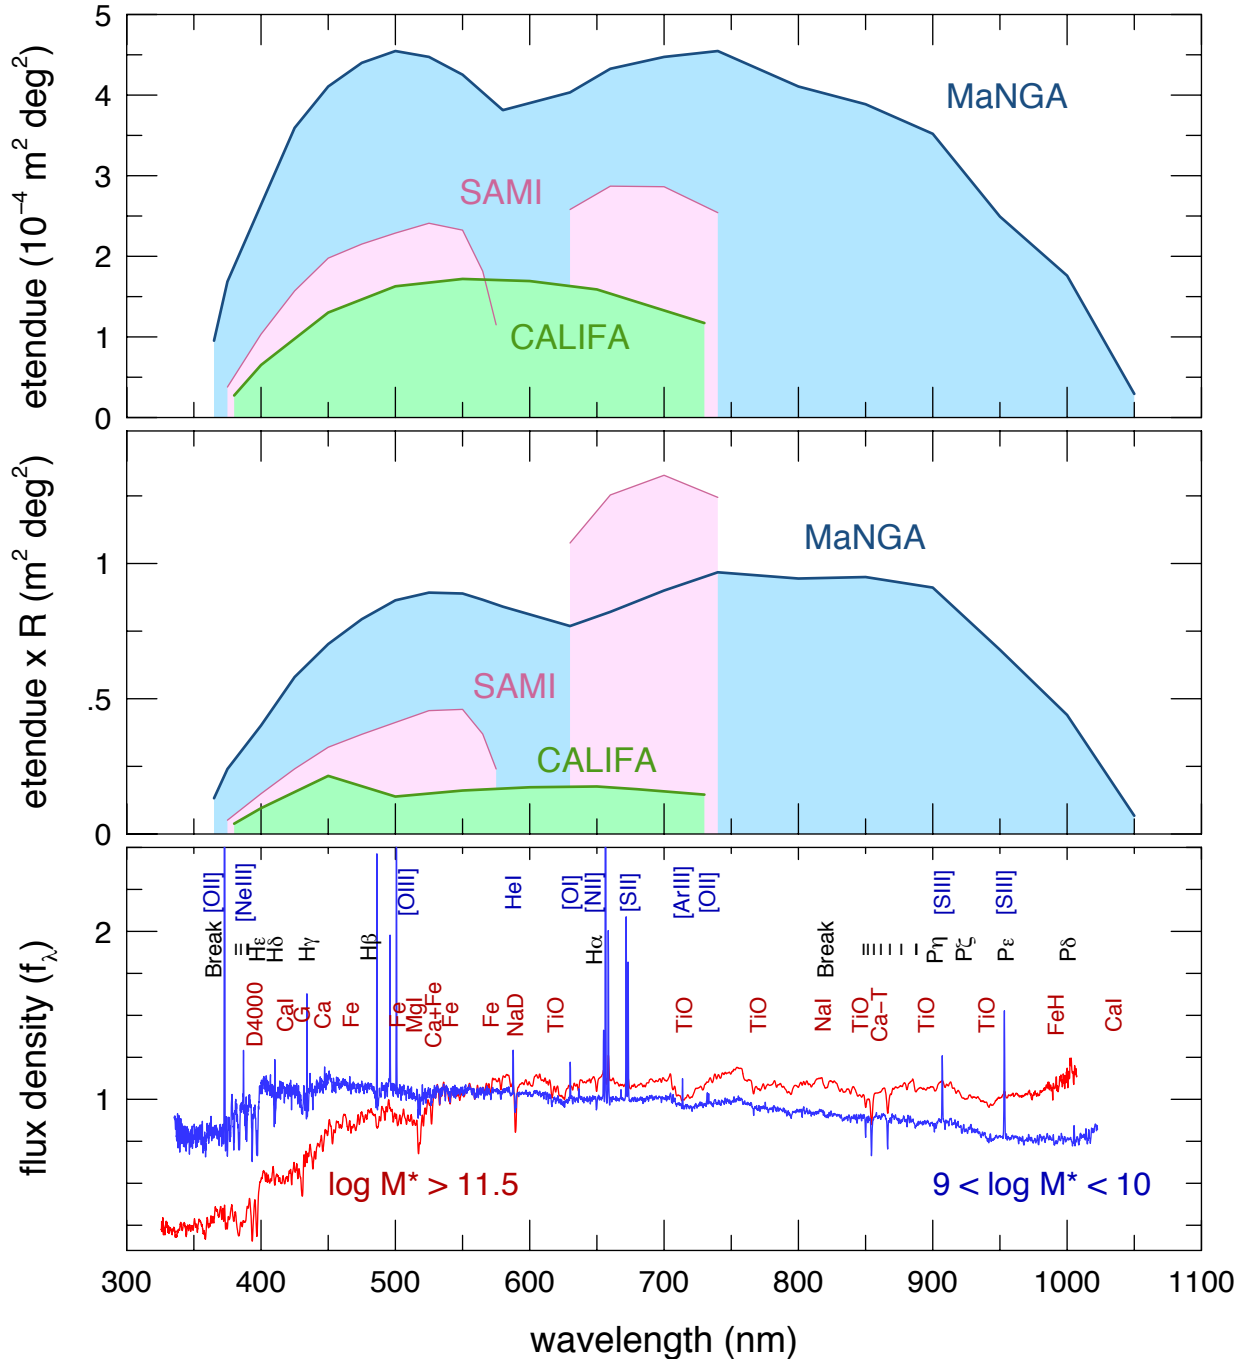 etendue (10⁻⁴ m² deg²)
5
4
3
2
1
0
MaNGA
SAMI
CALIFA
etendue x R (m² deg²)
1
.5
0
MaNGA
SAMI
CALIFA
flux density (f_λ)
2
1
[OII] [NeIII] [OIII] HeI [OI] [NII] [SII] [ArIII] [OII] [SIII] [SIII]
Break Hε Hδ Hγ Hβ Hα Break Pη Pζ Pε Pδ
D4000 CaI G Ca Fe Fe MgI Ca+Fe Fe Fe NaD TiO TiO TiO NaI TiO Ca−T TiO TiO FeH CaI
log M* > 11.5
9 < log M* < 10
300 400 500 600 700 800 900 1000 1100
wavelength (nm)